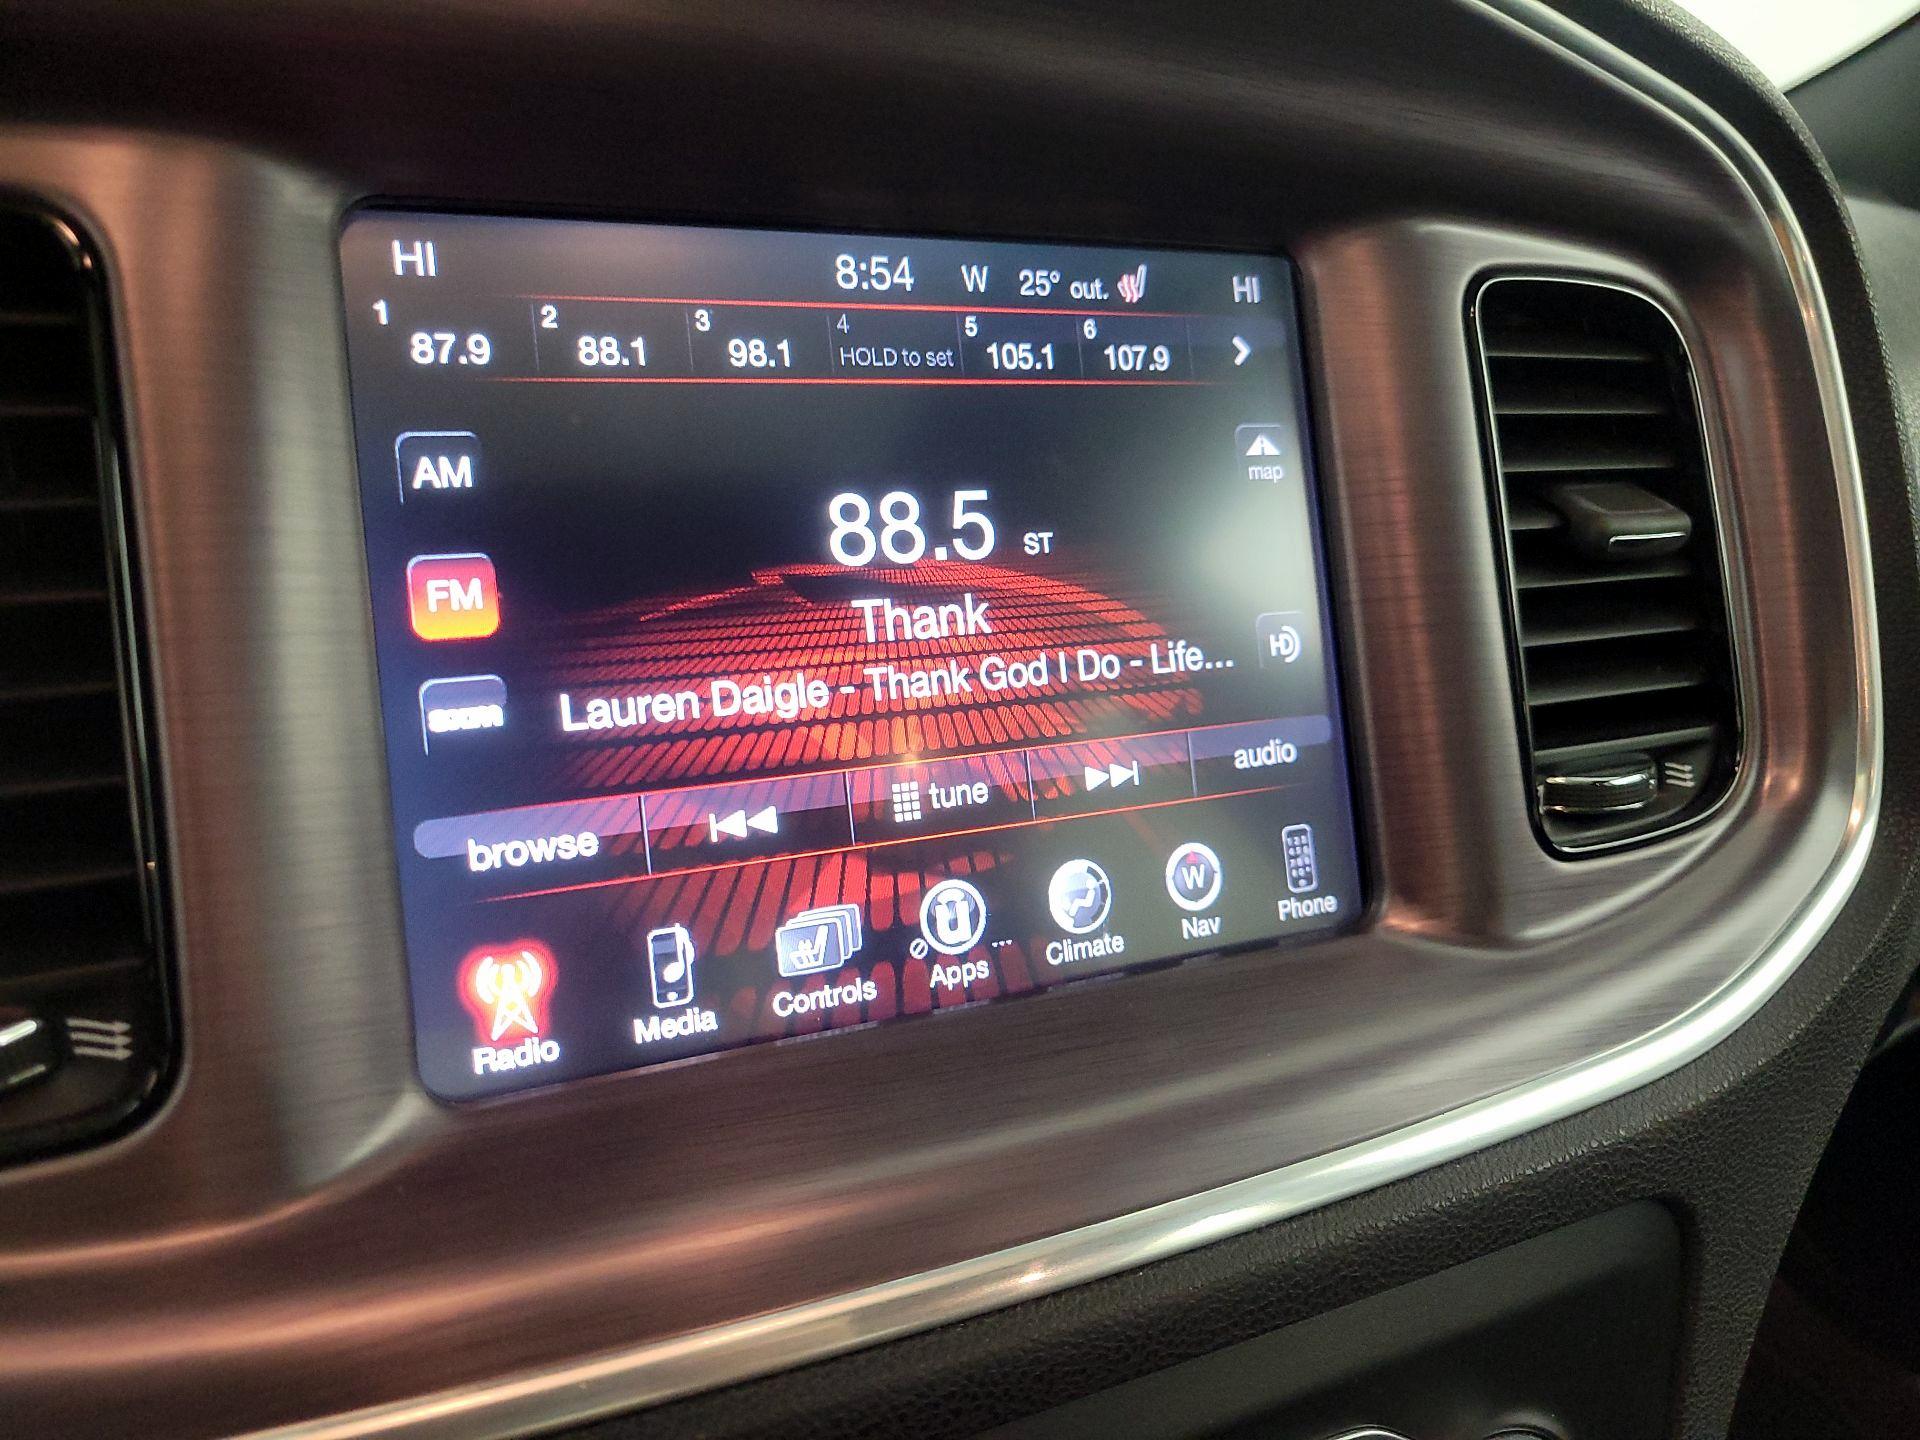 HI 8:54 W 25° out. HI
1 87.9 2 88.1 3 98.1 4 HOLD to set 5 105.1 6 107.9
AM
map
88.5 ST
FM
Thank
HD
Lauren Daigle - Thank God I Do - Life...
browse tune audio
Radio Media Controls Apps Climate W Nav Phone